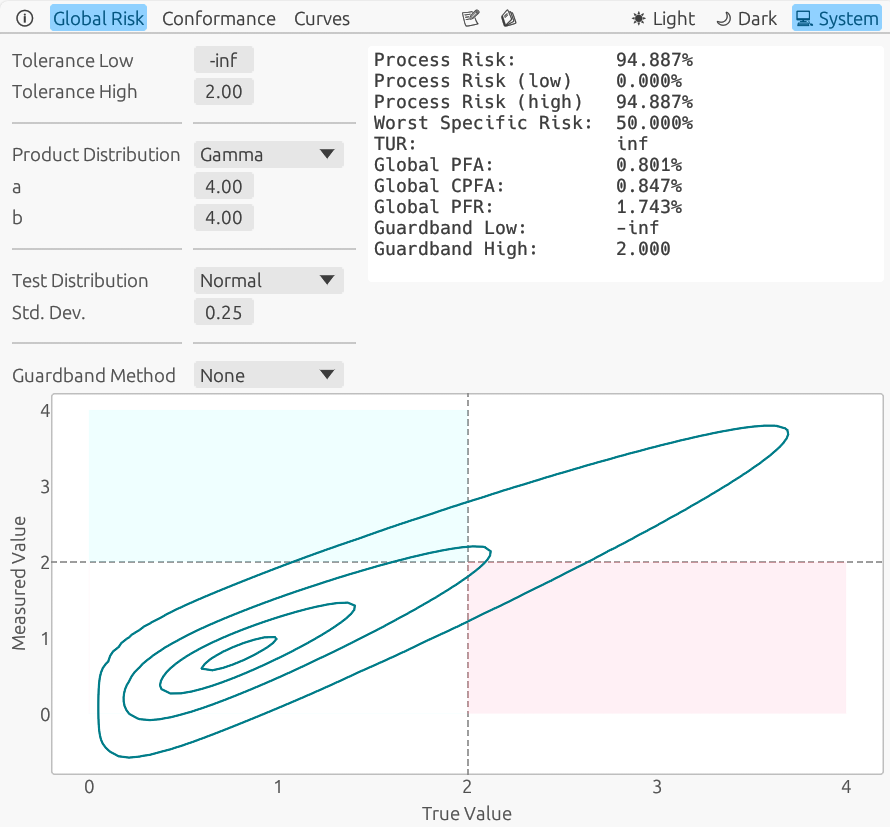 Global Risk Conformance Curves Light Dark System
Tolerance Low -inf
Tolerance High 2.00
Product Distribution Gamma
a 4.00
b 4.00
Test Distribution Normal
Std. Dev. 0.25
Guardband Method None
Process Risk: 94.887%
Process Risk (low) 0.000%
Process Risk (high) 94.887%
Worst Specific Risk: 50.000%
TUR: inf
Global PFA: 0.801%
Global CPFA: 0.847%
Global PFR: 1.743%
Guardband Low: -inf
Guardband High: 2.000
Measured Value
4
3
2
1
0
0 1 2 3 4
True Value